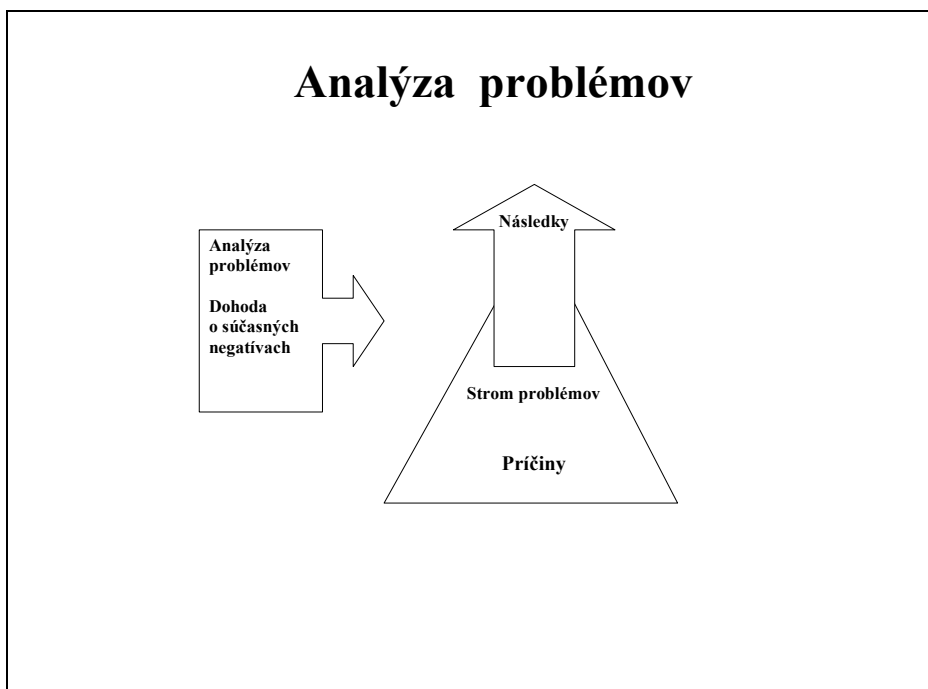 Analýza problémov
Analýza
problémov
Dohoda
o súčasných
negatívach
Následky
Strom problémov
Príčiny